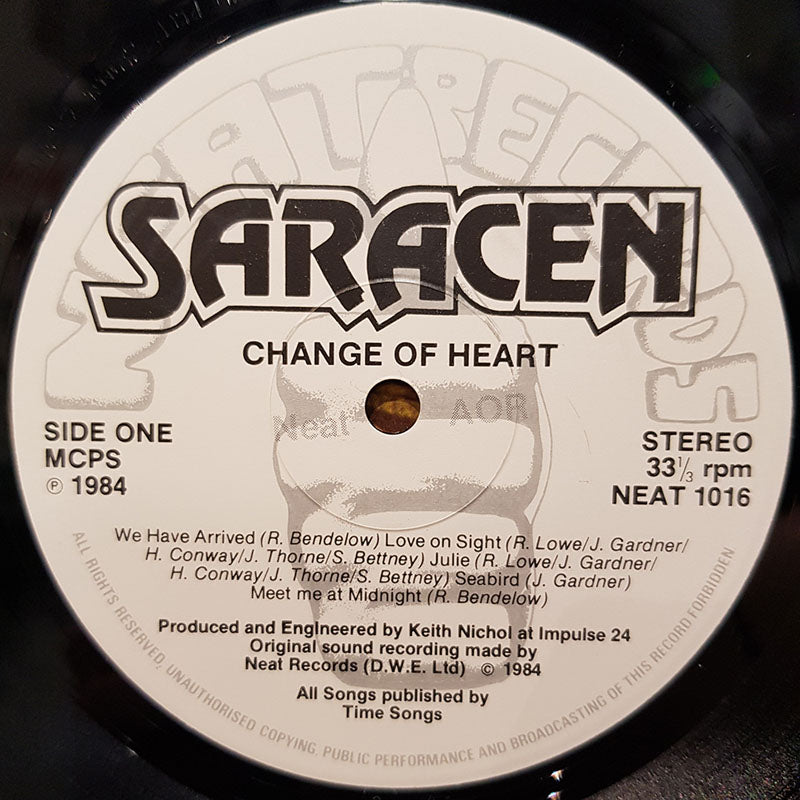 NEAT RECORDS
SARACEN
CHANGE OF HEART
Neat AOR
SIDE ONE
MCPS
℗ 1984
STEREO
33⅓ rpm
NEAT 1016
We Have Arrived (R. Bendelow) Love on Sight (R. Lowe/J. Gardner/
H. Conway/J. Thorne/S. Bettney) Julie (R. Lowe/J. Gardner/
H. Conway/J. Thorne/S. Bettney) Seabird (J. Gardner)
Meet me at Midnight (R. Bendelow)
Produced and Engineered by Keith Nichol at Impulse 24
Original sound recording made by
Neat Records (D.W.E. Ltd) © 1984
All Songs published by
Time Songs
ALL RIGHTS RESERVED, UNAUTHORISED COPYING, PUBLIC PERFORMANCE AND BROADCASTING OF THIS RECORD FORBIDDEN